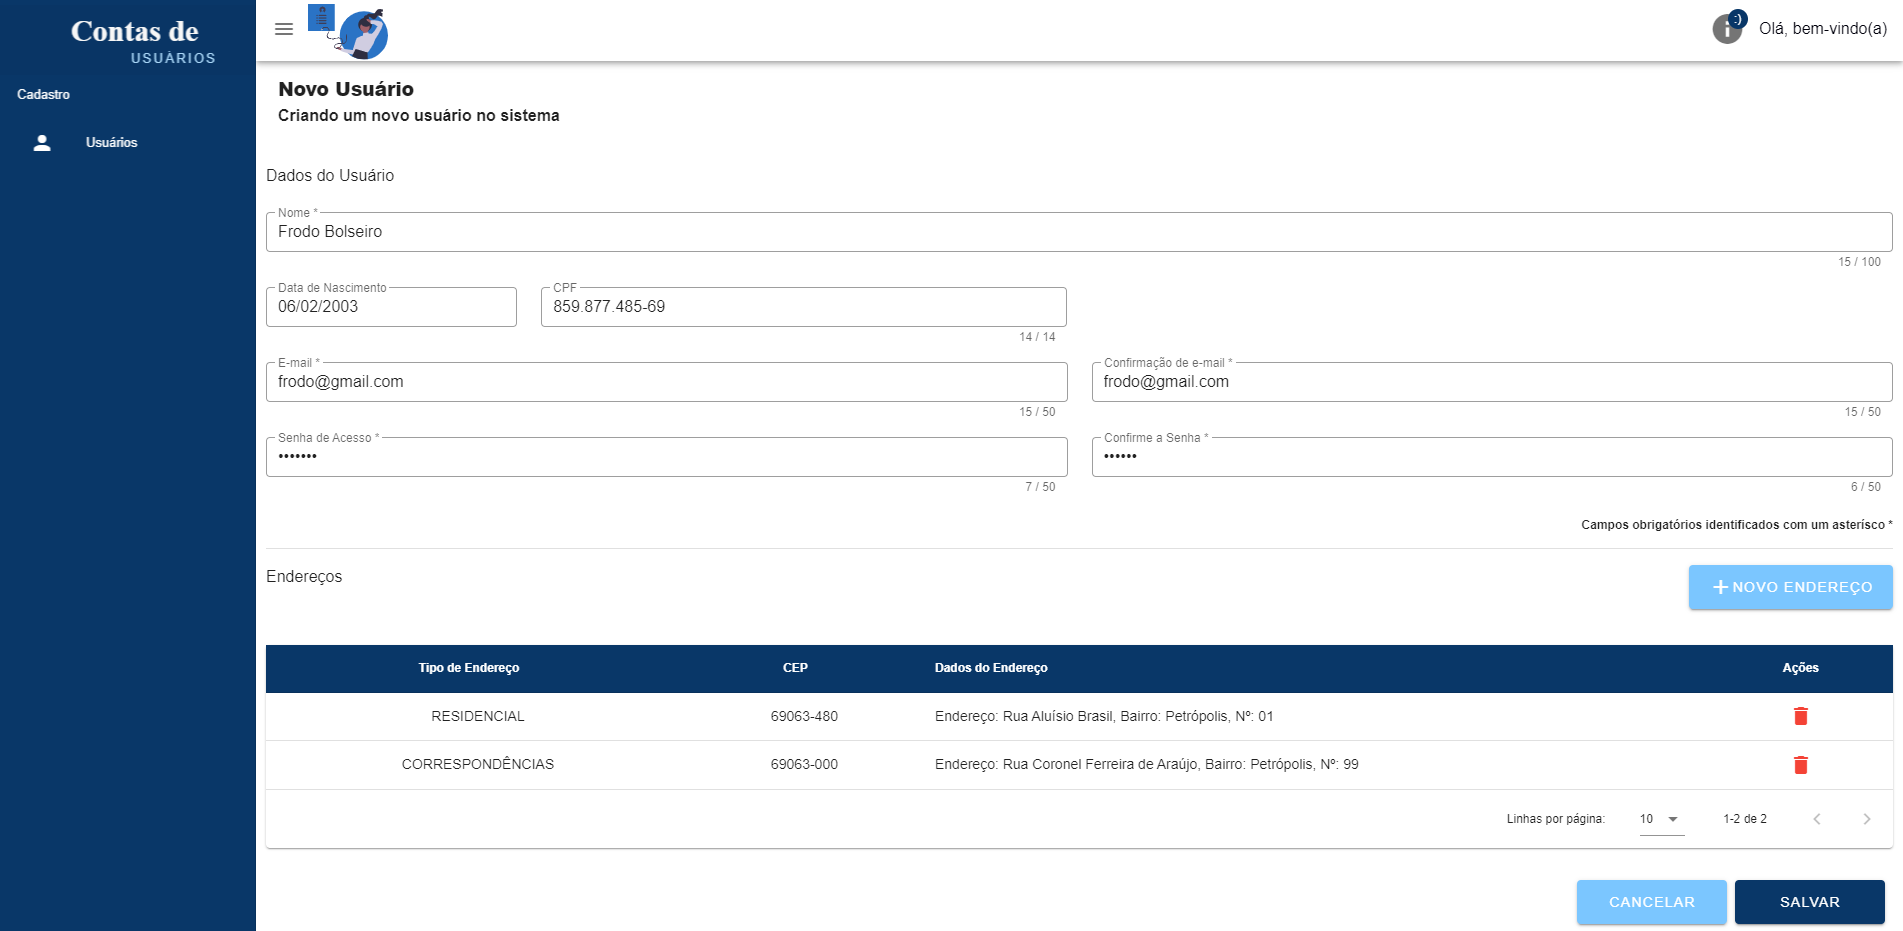 Contas de
USUÁRIOS
Cadastro
Usuários
:)
i
Olá, bem-vindo(a)
Novo Usuário
Criando um novo usuário no sistema
Dados do Usuário
Nome *
Frodo Bolseiro
15 / 100
Data de Nascimento
06/02/2003
CPF
859.877.485-69
14 / 14
E-mail *
frodo@gmail.com
15 / 50
Confirmação de e-mail *
frodo@gmail.com
15 / 50
Senha de Acesso *
•••••••
7 / 50
Confirme a Senha *
••••••
6 / 50
Campos obrigatórios identificados com um asterísco *
Endereços
+ NOVO ENDEREÇO
Tipo de Endereço CEP Dados do Endereço Ações
RESIDENCIAL 69063-480 Endereço: Rua Aluísio Brasil, Bairro: Petrópolis, Nº: 01
CORRESPONDÊNCIAS 69063-000 Endereço: Rua Coronel Ferreira de Araújo, Bairro: Petrópolis, Nº: 99
Linhas por página: 10 1-2 de 2
CANCELAR SALVAR